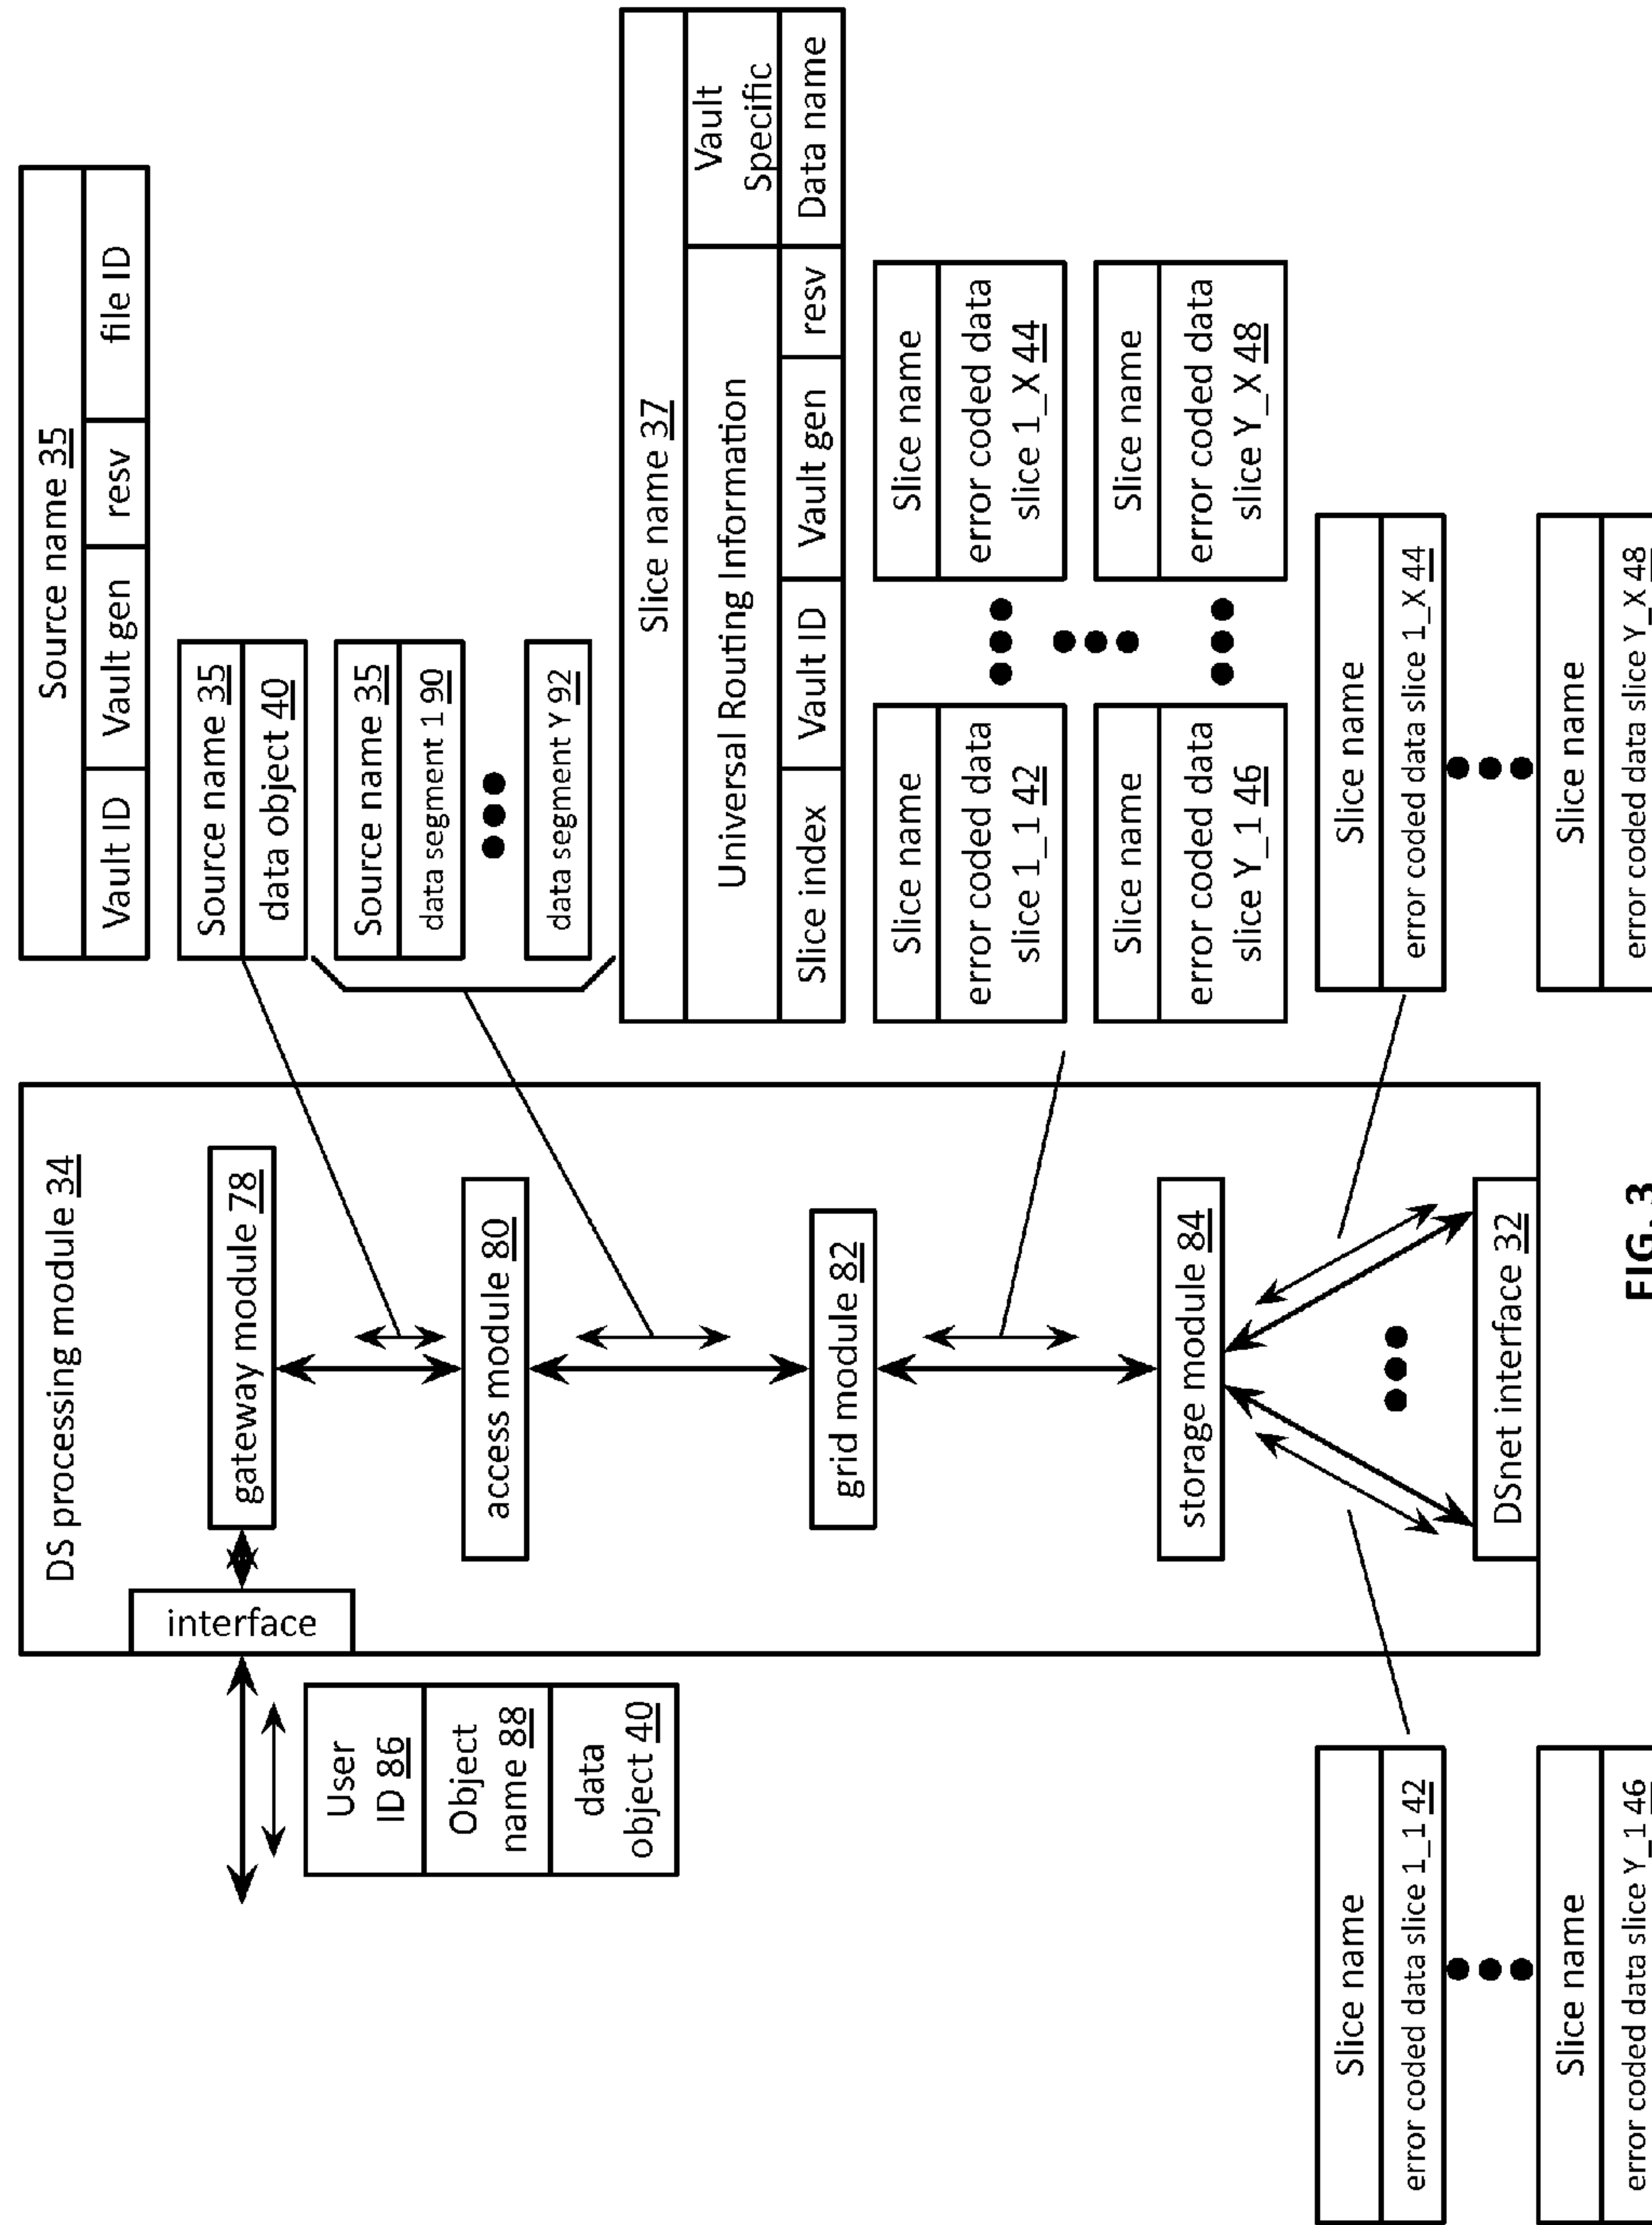 DS processing module 34
interface
gateway module 78
access module 80
grid module 82
storage module 84
DSnet interface 32
User
ID 86
Object
name 88
data
object 40
Source name 35
Vault ID
Vault gen
resv
file ID
Source name 35
data object 40
Source name 35
data segment 1 90
data segment Y 92
Slice name 37
Universal Routing Information
Vault
Specific
Slice index
Vault ID
Vault gen
resv
Data name
Slice name
error coded data
slice 1_1 42
Slice name
error coded data
slice 1_X 44
Slice name
error coded data
slice Y_1 46
Slice name
error coded data
slice Y_X 48
Slice name
error coded data slice 1_1 42
Slice name
error coded data slice Y_1 46
Slice name
error coded data slice 1_X 44
Slice name
error coded data slice Y_X 48
FIG. 3